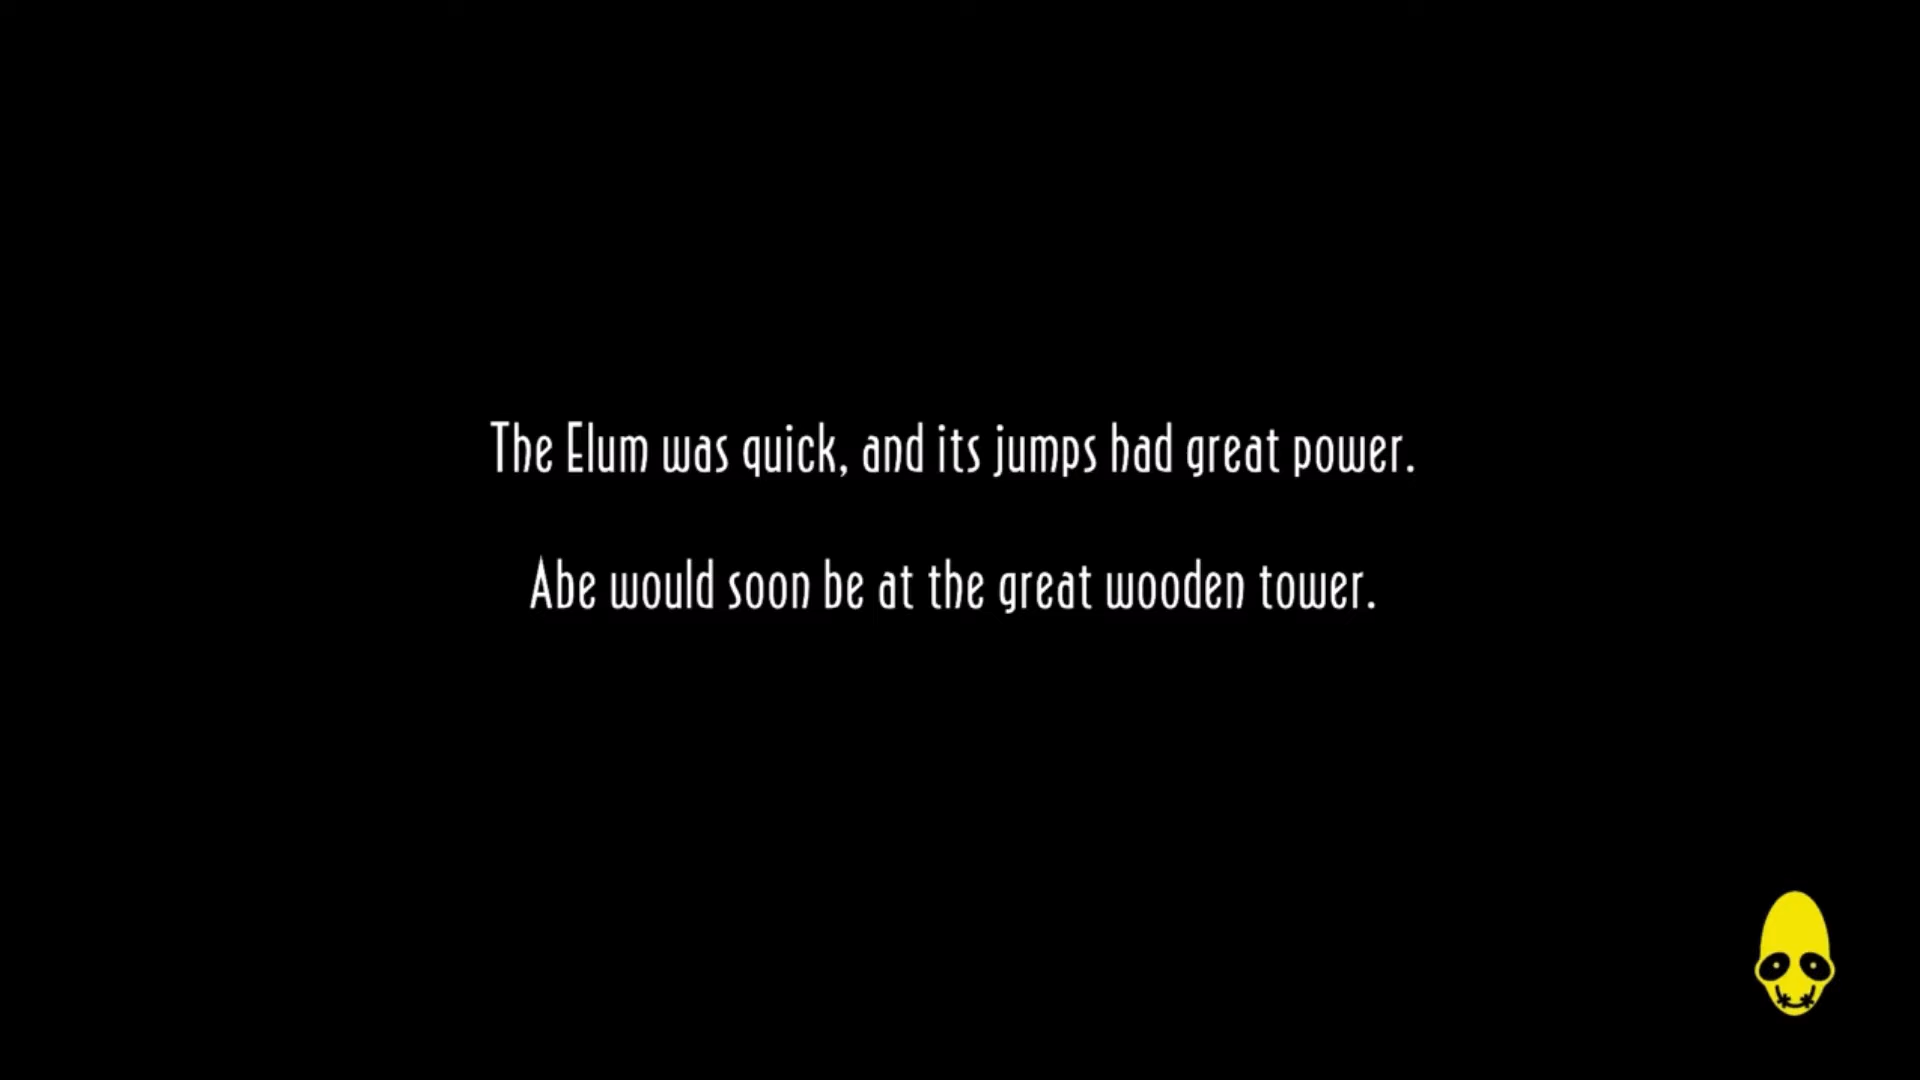 The Elum was quick, and its jumps had great power.
Abe would soon be at the great wooden tower.